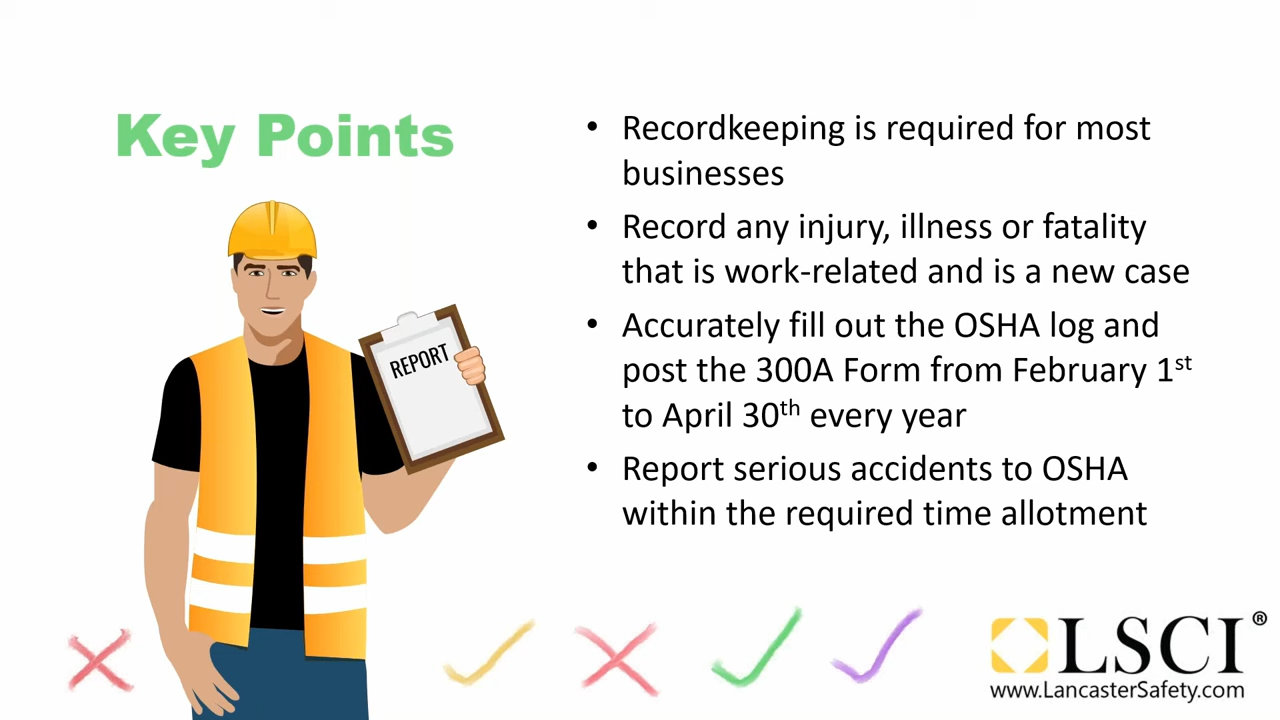 Key Points
REPORT
• Recordkeeping is required for most
businesses
• Record any injury, illness or fatality
that is work-related and is a new case
• Accurately fill out the OSHA log and
post the 300A Form from February 1st
to April 30th every year
• Report serious accidents to OSHA
within the required time allotment
LSCI®
www.LancasterSafety.com